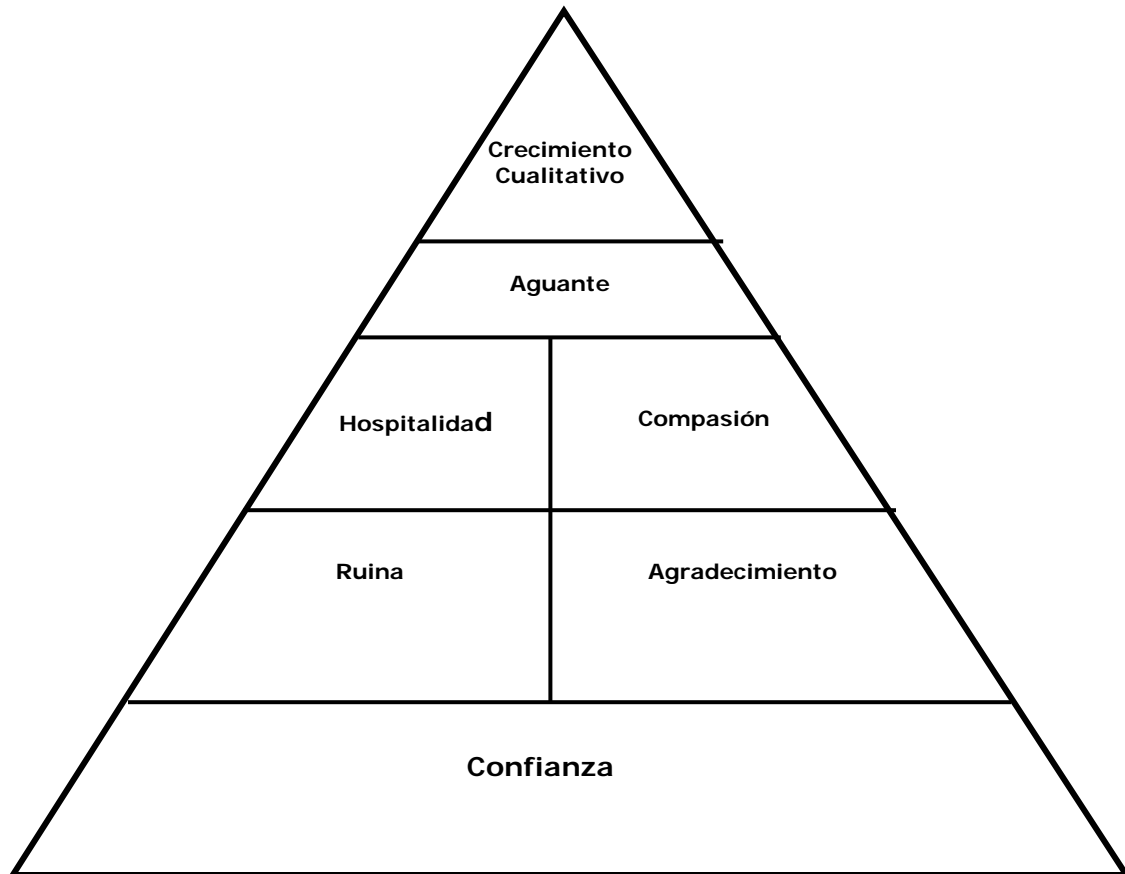 Crecimiento
Cualitativo
Aguante
Hospitalidad
Compasión
Ruina
Agradecimiento
Confianza